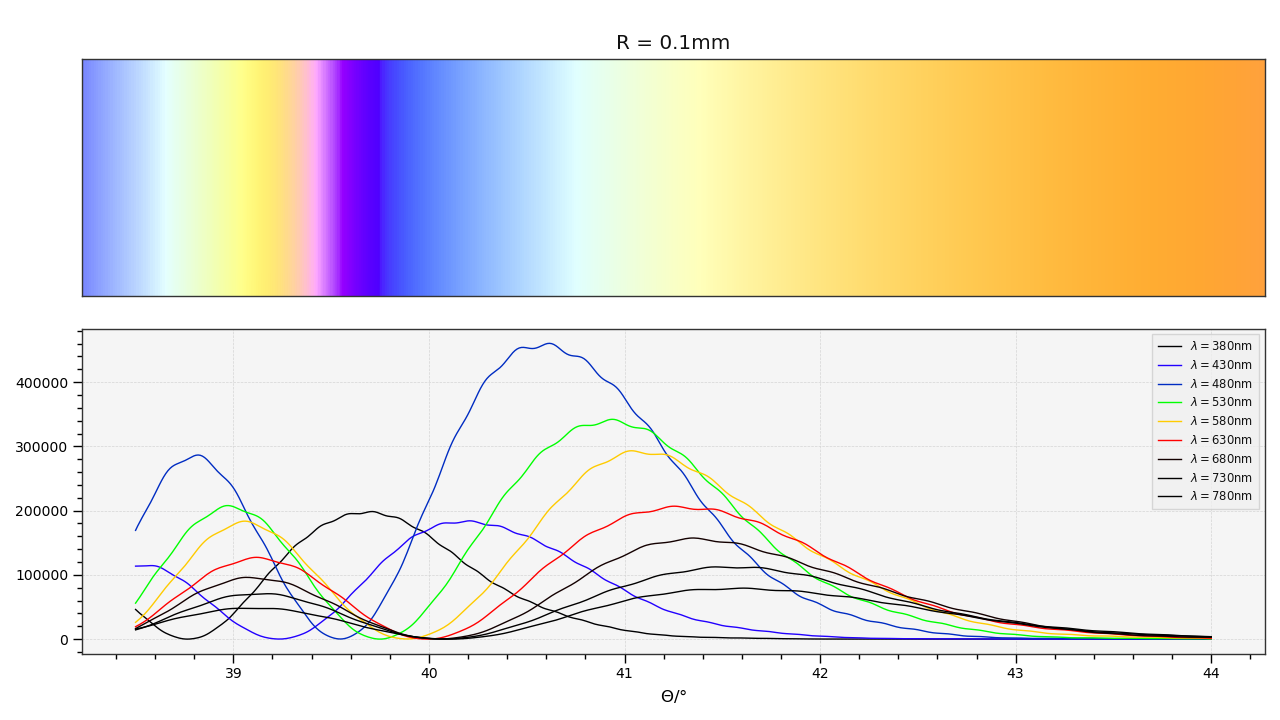 R = 0.1mm
400000
300000
200000
100000
0
λ = 380nm
λ = 430nm
λ = 480nm
λ = 530nm
λ = 580nm
λ = 630nm
λ = 680nm
λ = 730nm
λ = 780nm
39 40 41 42 43 44
Θ/°